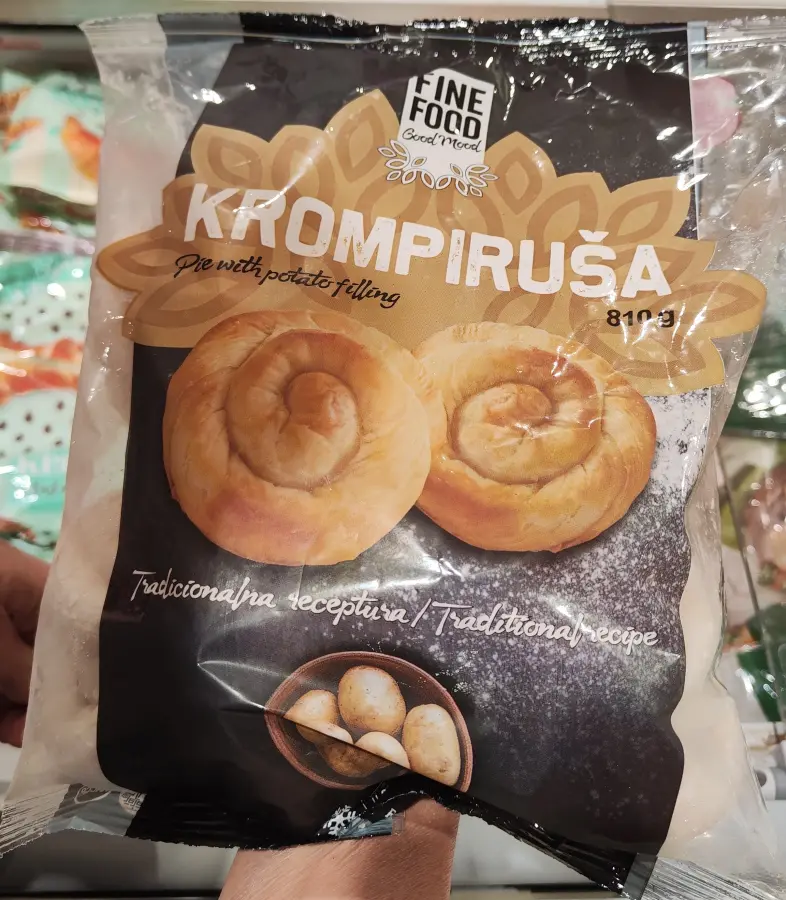 FINE
FOOD
Good Mood
KROMPIRUŠA
Pie with potato filling
810 g
Tradicionalna receptura / Traditional recipe